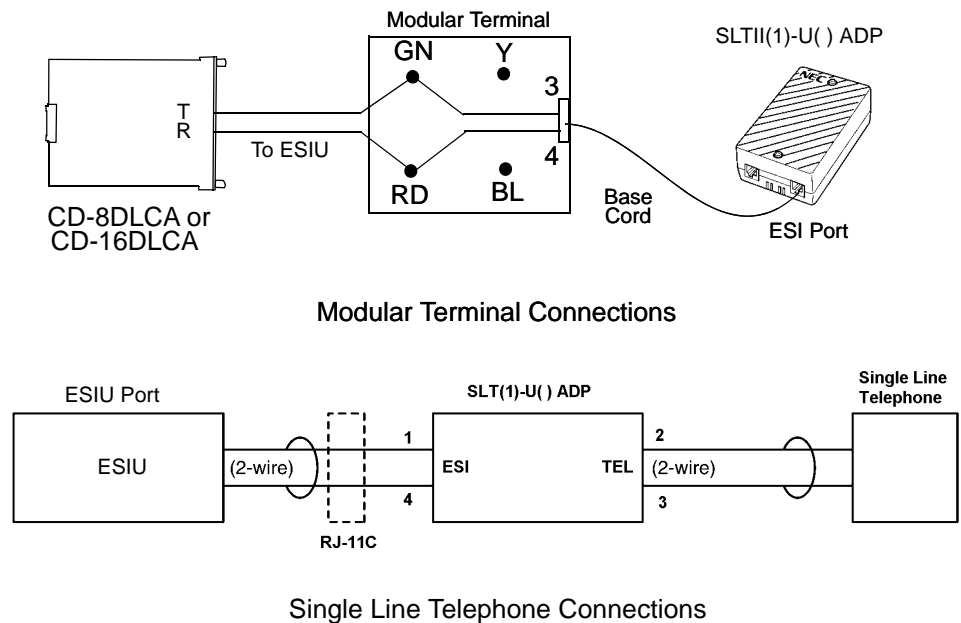 Modular Terminal
GN
Y
SLTII(1)-U( ) ADP
NEC
3
T
R
To ESIU
4
RD
BL
Base
Cord
ESI Port
CD-8DLCA or
CD-16DLCA
Modular Terminal Connections
ESIU Port
SLT(1)-U( ) ADP
Single Line
Telephone
1
2
ESIU
(2-wire)
ESI
TEL
(2-wire)
4
3
RJ-11C
Single Line Telephone Connections